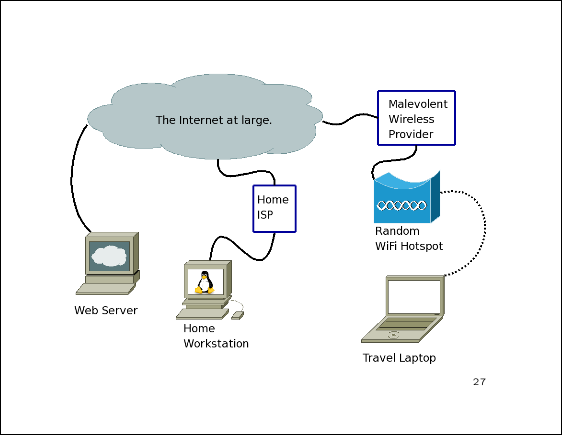 The Internet at large.
Malevolent
Wireless
Provider
Home
ISP
Random
WiFi Hotspot
Web Server
Home
Workstation
Travel Laptop
27